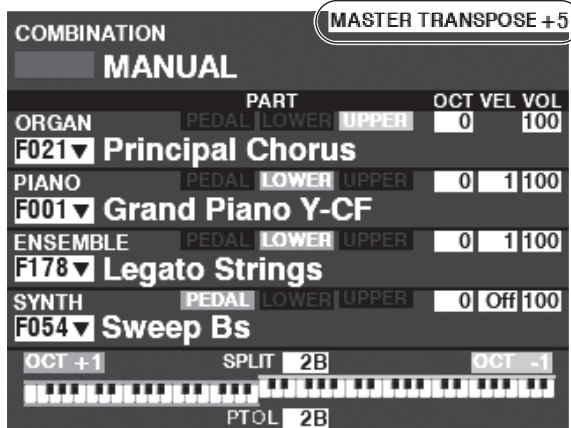 MASTER TRANSPOSE +5
COMBINATION
MANUAL
PART OCT VEL VOL
ORGAN PEDAL LOWER UPPER 0 100
F021▼ Principal Chorus
PIANO PEDAL LOWER UPPER 0 1 100
F001▼ Grand Piano Y-CF
ENSEMBLE PEDAL LOWER UPPER 0 1 100
F178▼ Legato Strings
SYNTH PEDAL LOWER UPPER 0 Off 100
F054▼ Sweep Bs
OCT +1 SPLIT 2B OCT -1
PTOL 2B